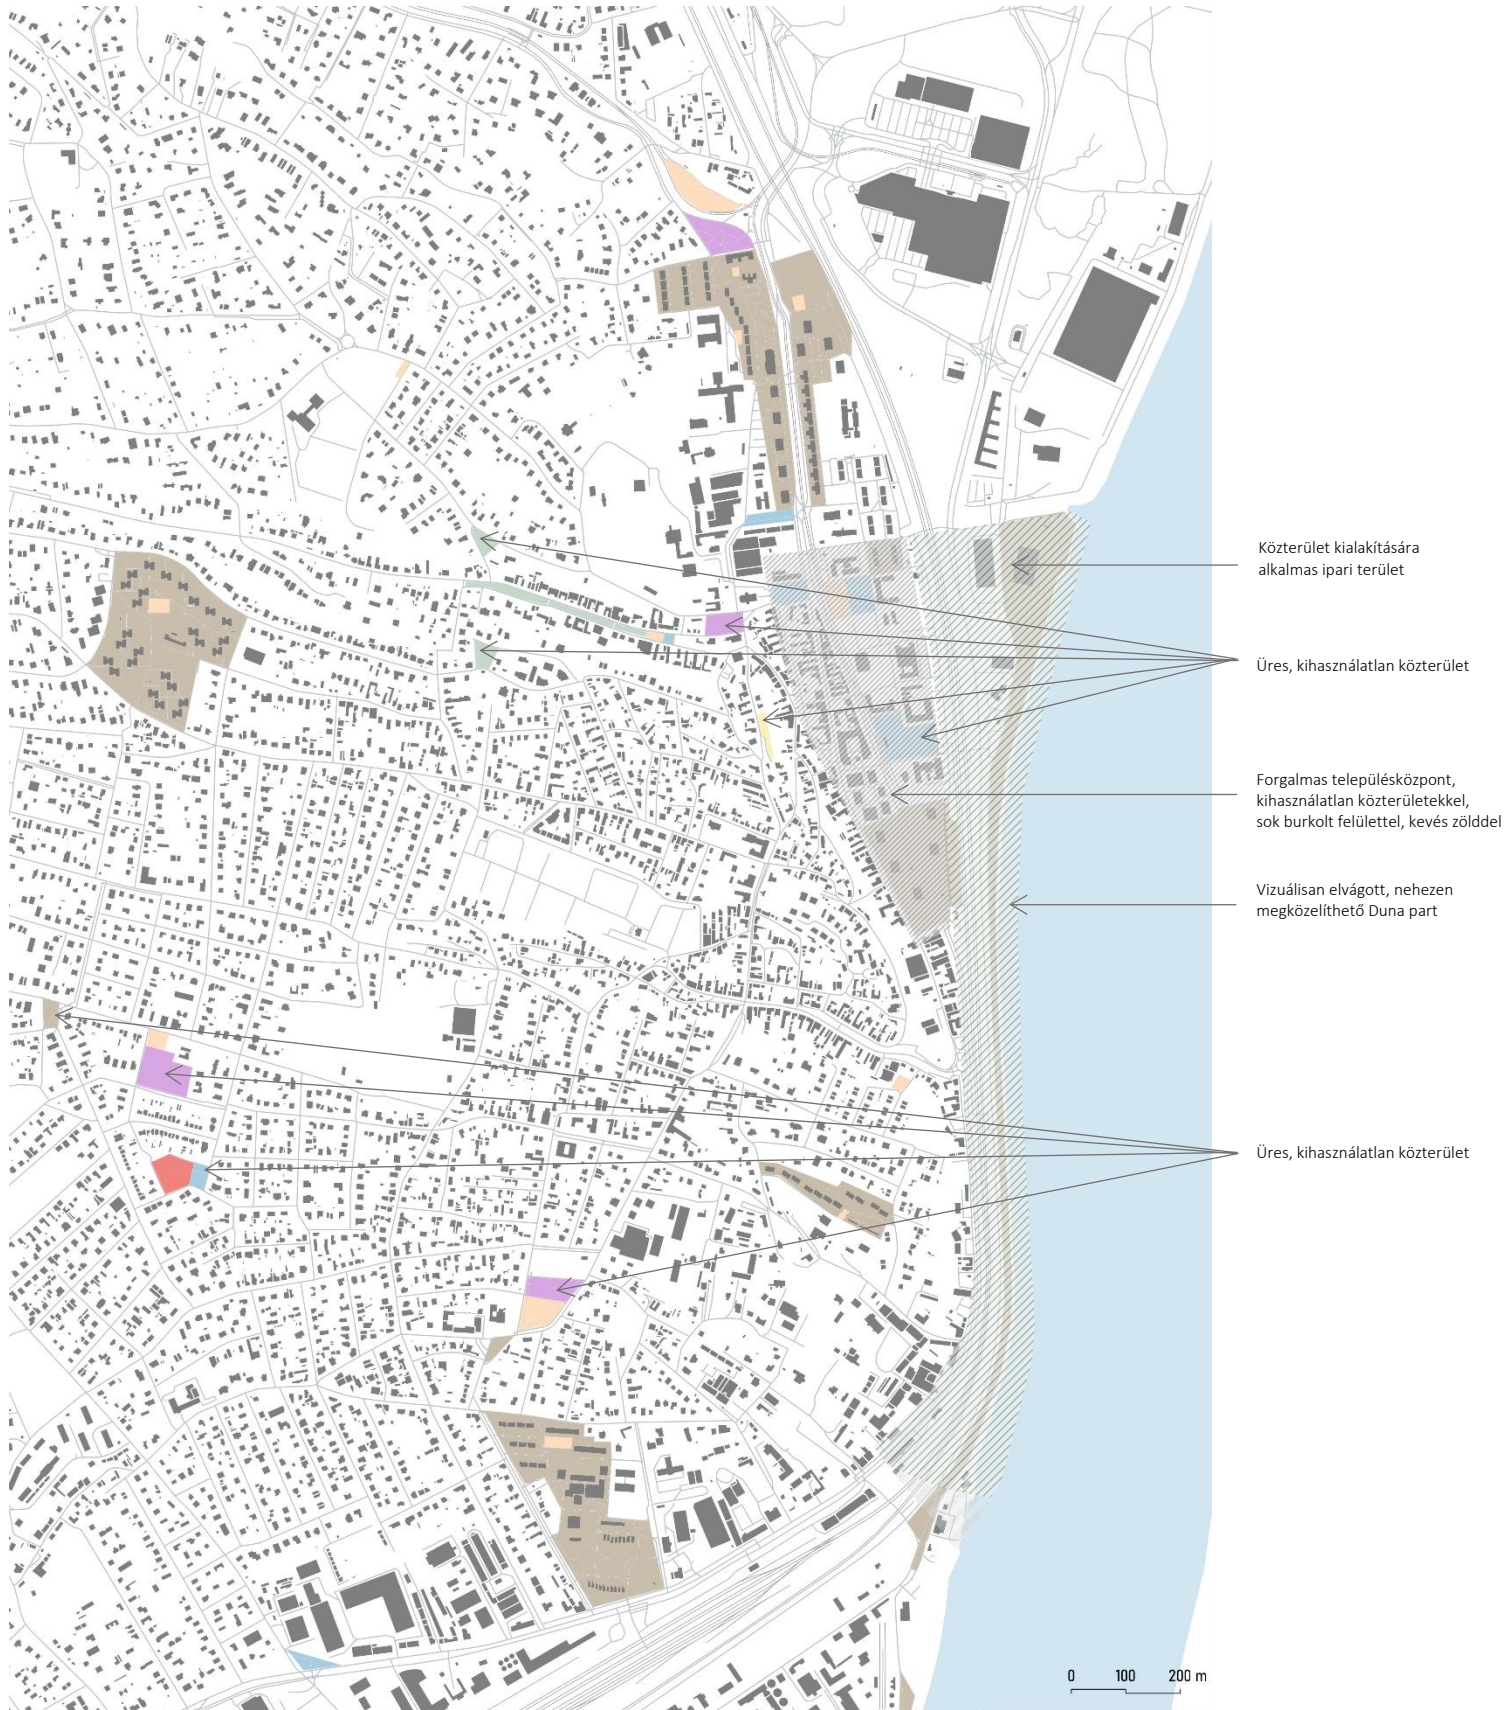 Közterület kialakítására
alkalmas ipari terület
Üres, kihasználatlan közterület
Forgalmas településközpont,
kihasználatlan közterületekkel,
sok burkolt felülettel, kevés zölddel
Vizuálisan elvágott, nehezen
megközelíthető Duna part
Üres, kihasználatlan közterület
0 100 200 m